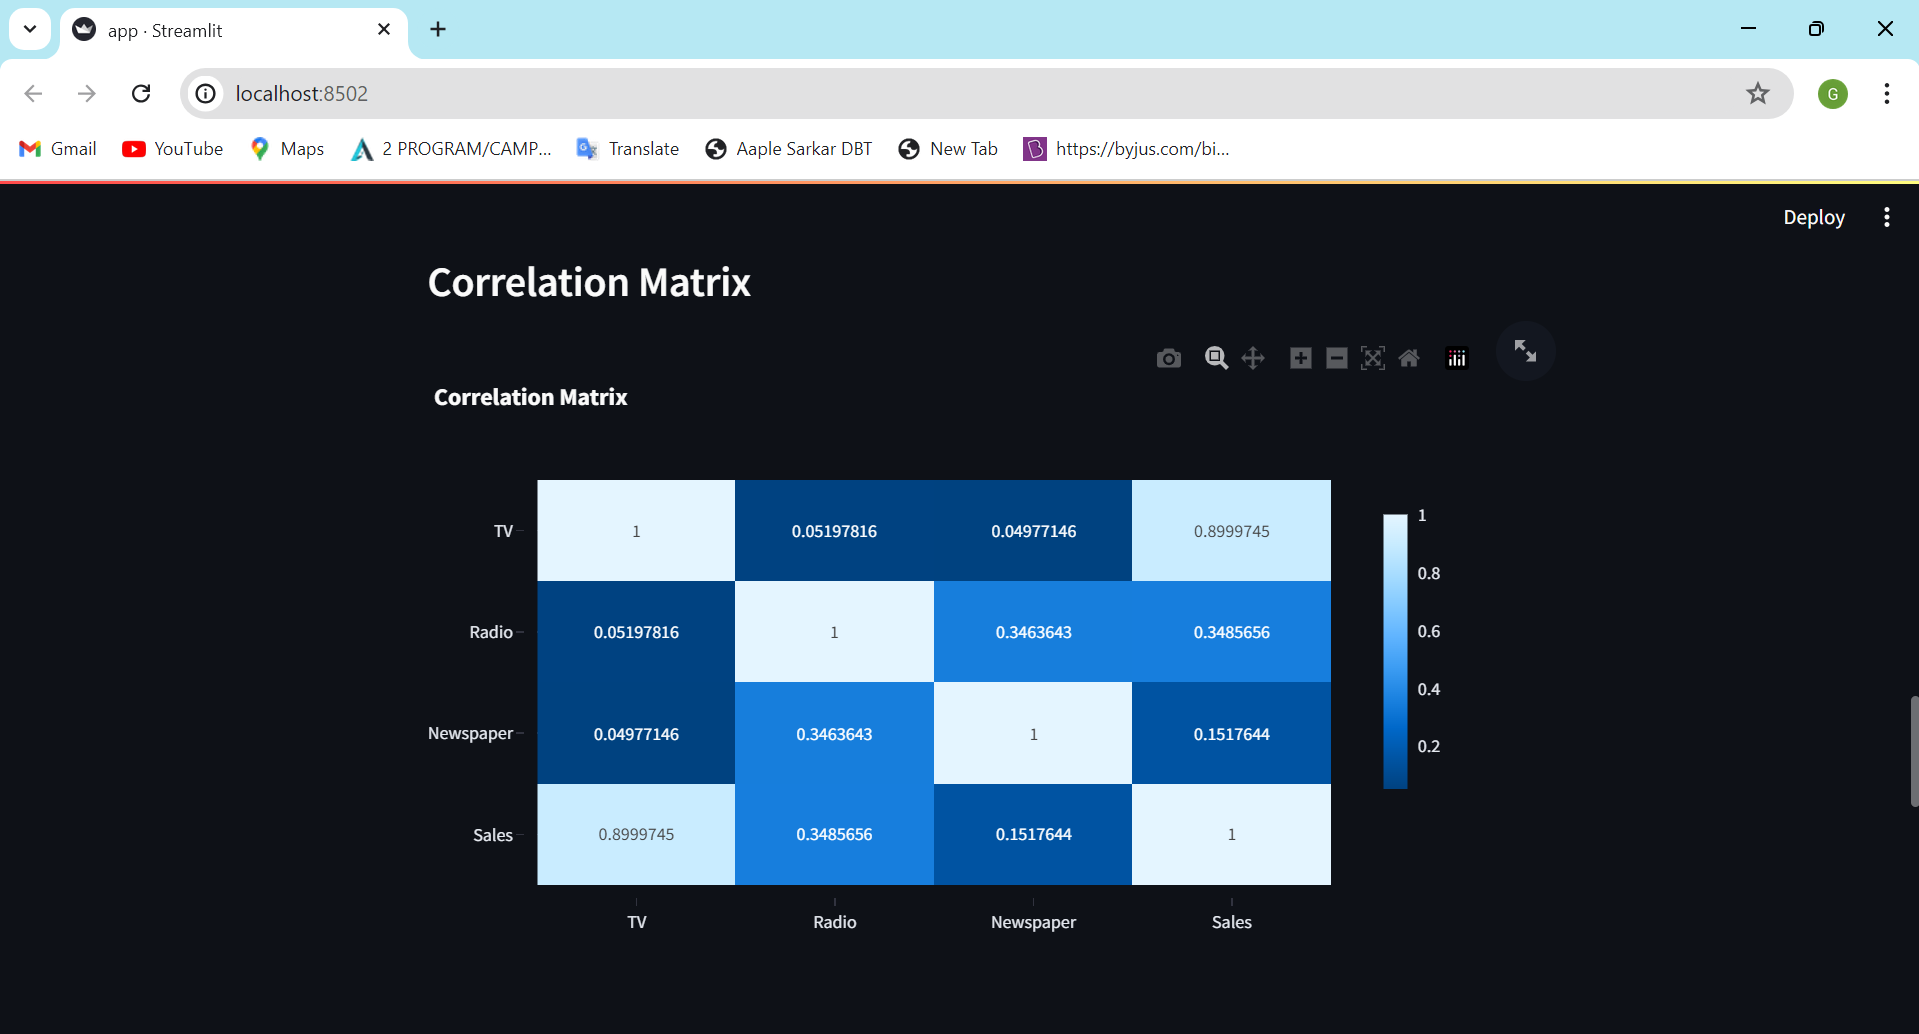 app · Streamlit
localhost:8502
G
Gmail YouTube Maps 2 PROGRAM/CAMP... Translate Aaple Sarkar DBT New Tab https://byjus.com/bi...
Deploy
Correlation Matrix
Correlation Matrix
TV 1 0.05197816 0.04977146 0.8999745
Radio 0.05197816 1 0.3463643 0.3485656
Newspaper 0.04977146 0.3463643 1 0.1517644
Sales 0.8999745 0.3485656 0.1517644 1
TV Radio Newspaper Sales
1
0.8
0.6
0.4
0.2